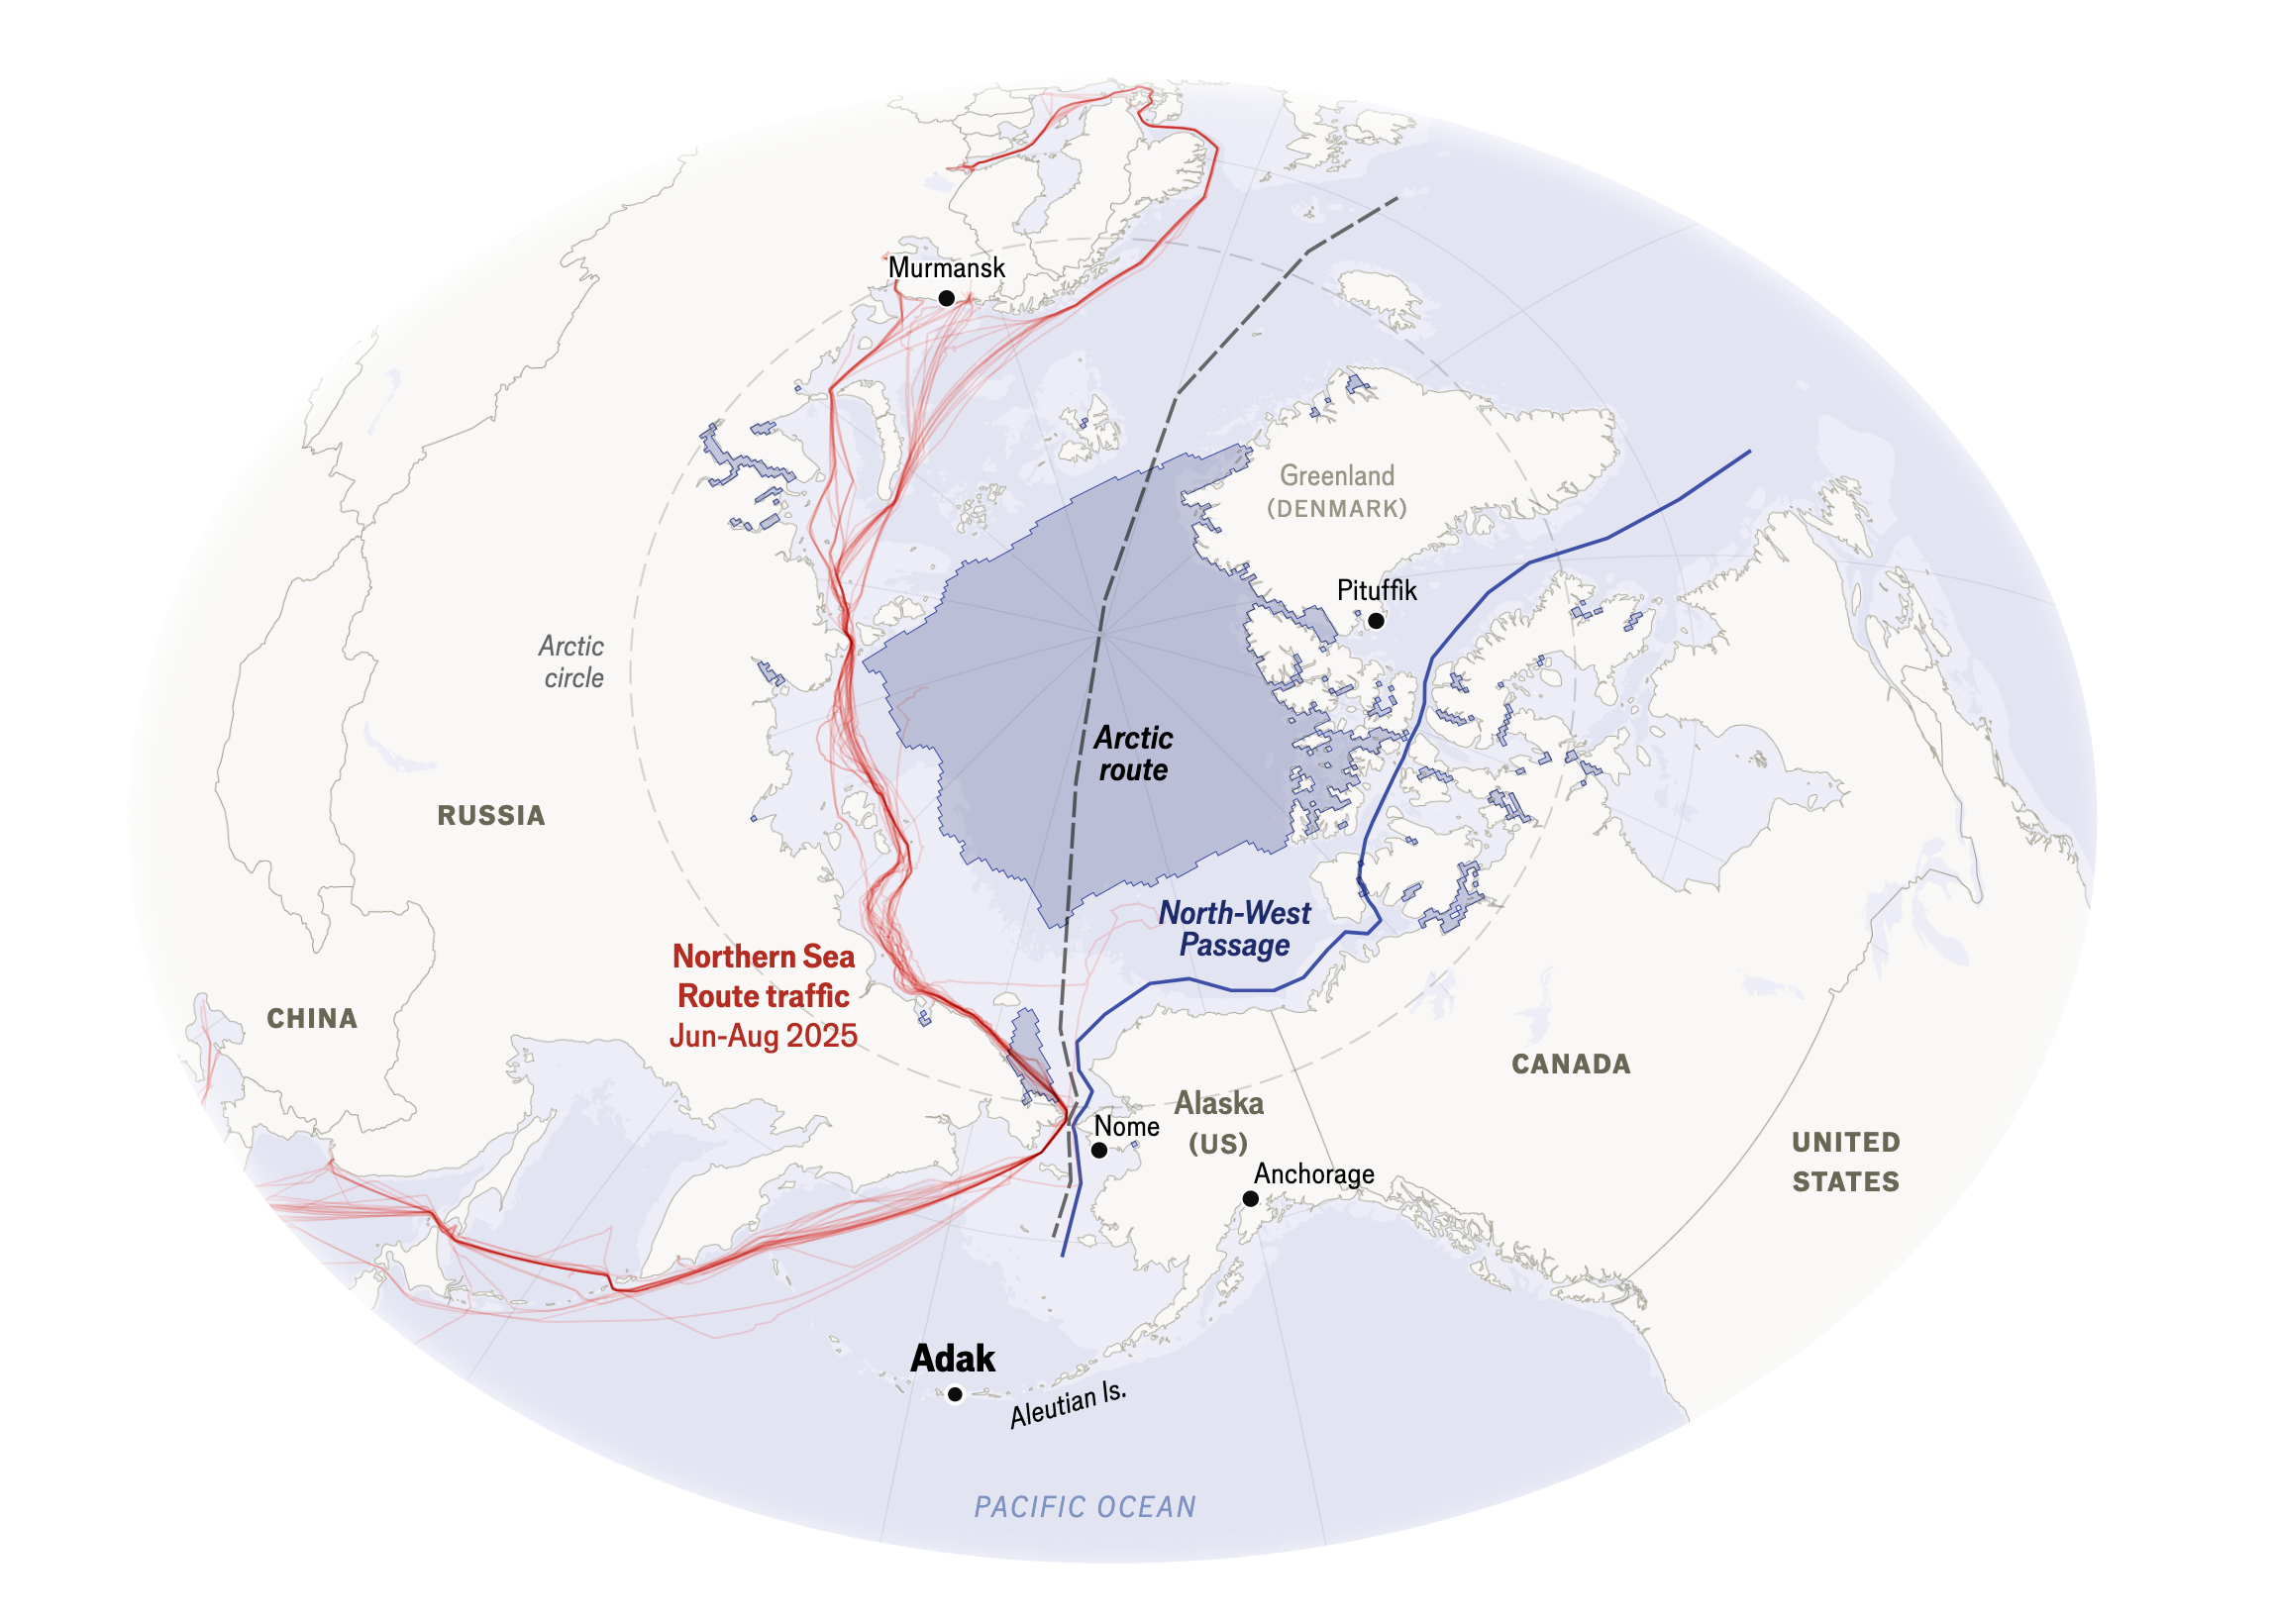 Murmansk
Greenland
(DENMARK)
Pituffik
Arctic
circle
Arctic
route
RUSSIA
North-West
Passage
Northern Sea
Route traffic
Jun-Aug 2025
CHINA
CANADA
Alaska
(US)
Nome
Anchorage
UNITED
STATES
Adak
Aleutian Is.
PACIFIC OCEAN